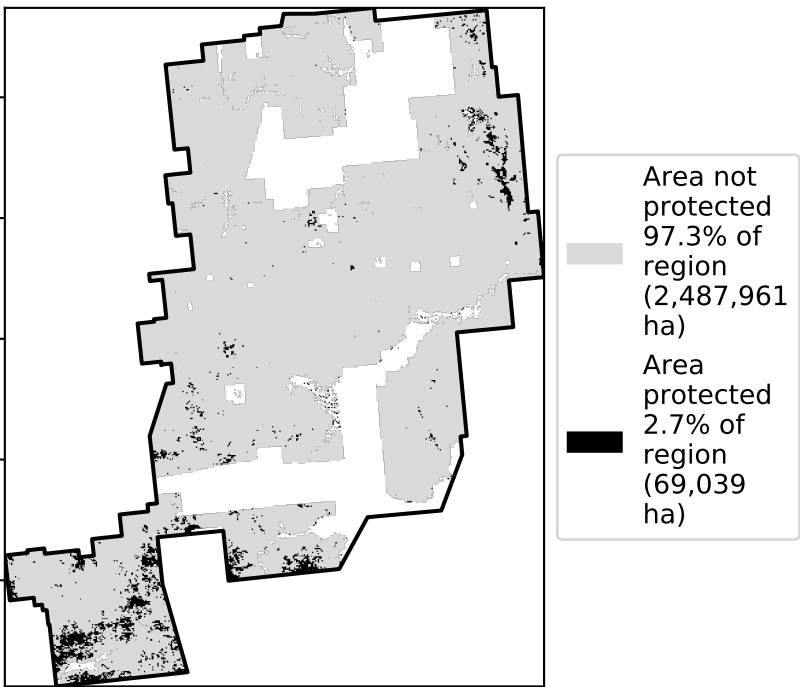 Area not
protected
97.3% of
region
(2,487,961
ha)
Area
protected
2.7% of
region
(69,039
ha)